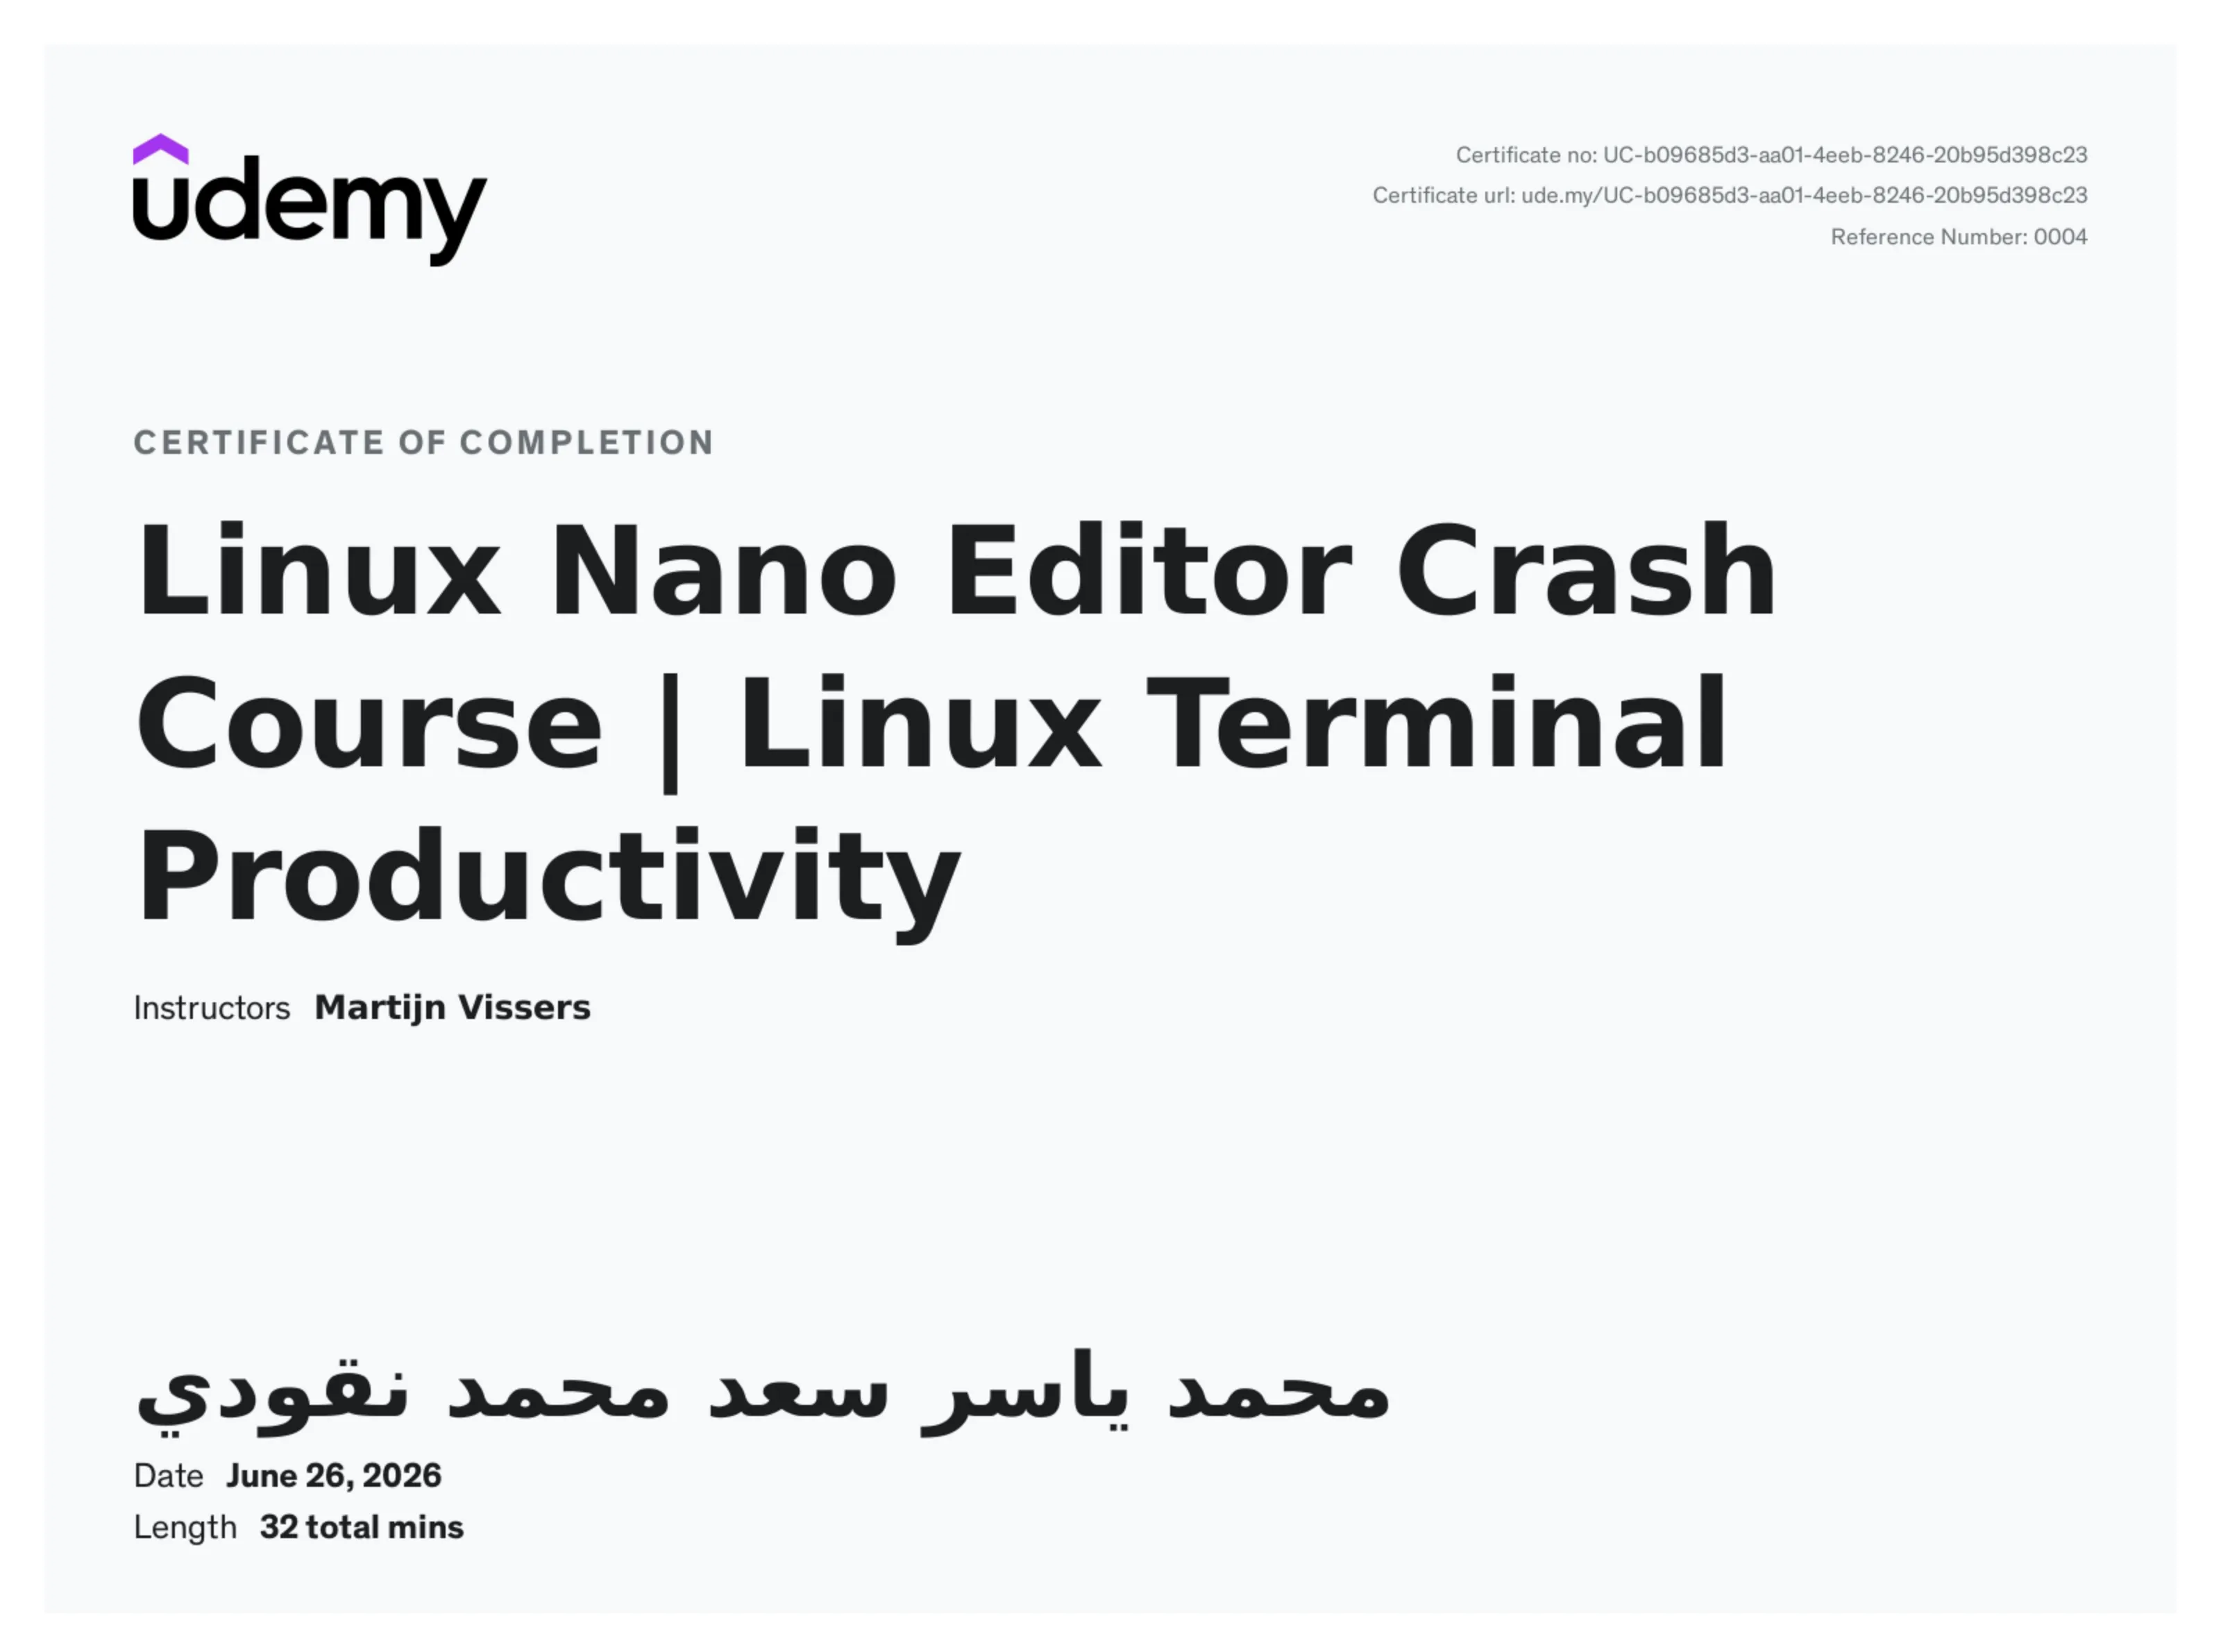 udemy
Certificate no: UC-b09685d3-aa01-4eeb-8246-20b95d398c23
Certificate url: ude.my/UC-b09685d3-aa01-4eeb-8246-20b95d398c23
Reference Number: 0004
CERTIFICATE OF COMPLETION
Linux Nano Editor Crash
Course | Linux Terminal
Productivity
Instructors Martijn Vissers
محمد ياسر سعد محمد نقودي
Date June 26, 2026
Length 32 total mins